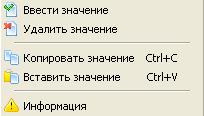 Ввести значение
Удалить значение
Копировать значение Ctrl+C
Вставить значение Ctrl+V
Информация